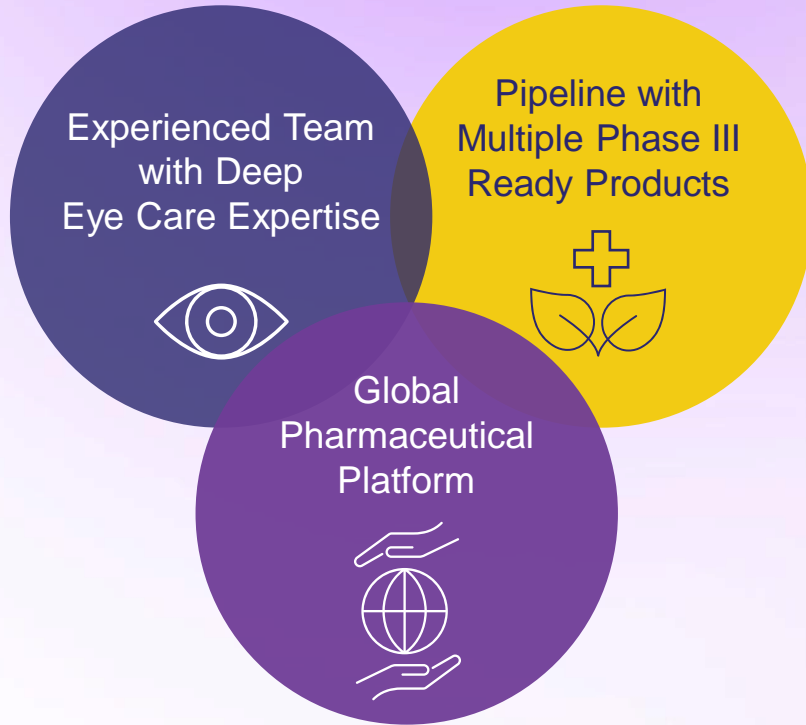 Experienced Team
with Deep
Eye Care Expertise
Pipeline with
Multiple Phase III
Ready Products
Global
Pharmaceutical
Platform